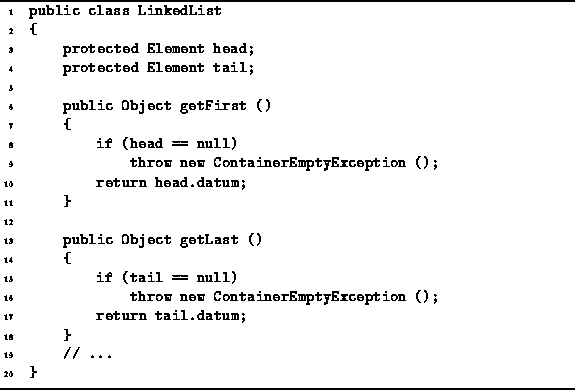 1 public class LinkedList
2 {
3 protected Element head;
4 protected Element tail;
5
6 public Object getFirst ()
7 {
8 if (head == null)
9 throw new ContainerEmptyException ();
10 return head.datum;
11 }
12
13 public Object getLast ()
14 {
15 if (tail == null)
16 throw new ContainerEmptyException ();
17 return tail.datum;
18 }
19 // ...
20 }